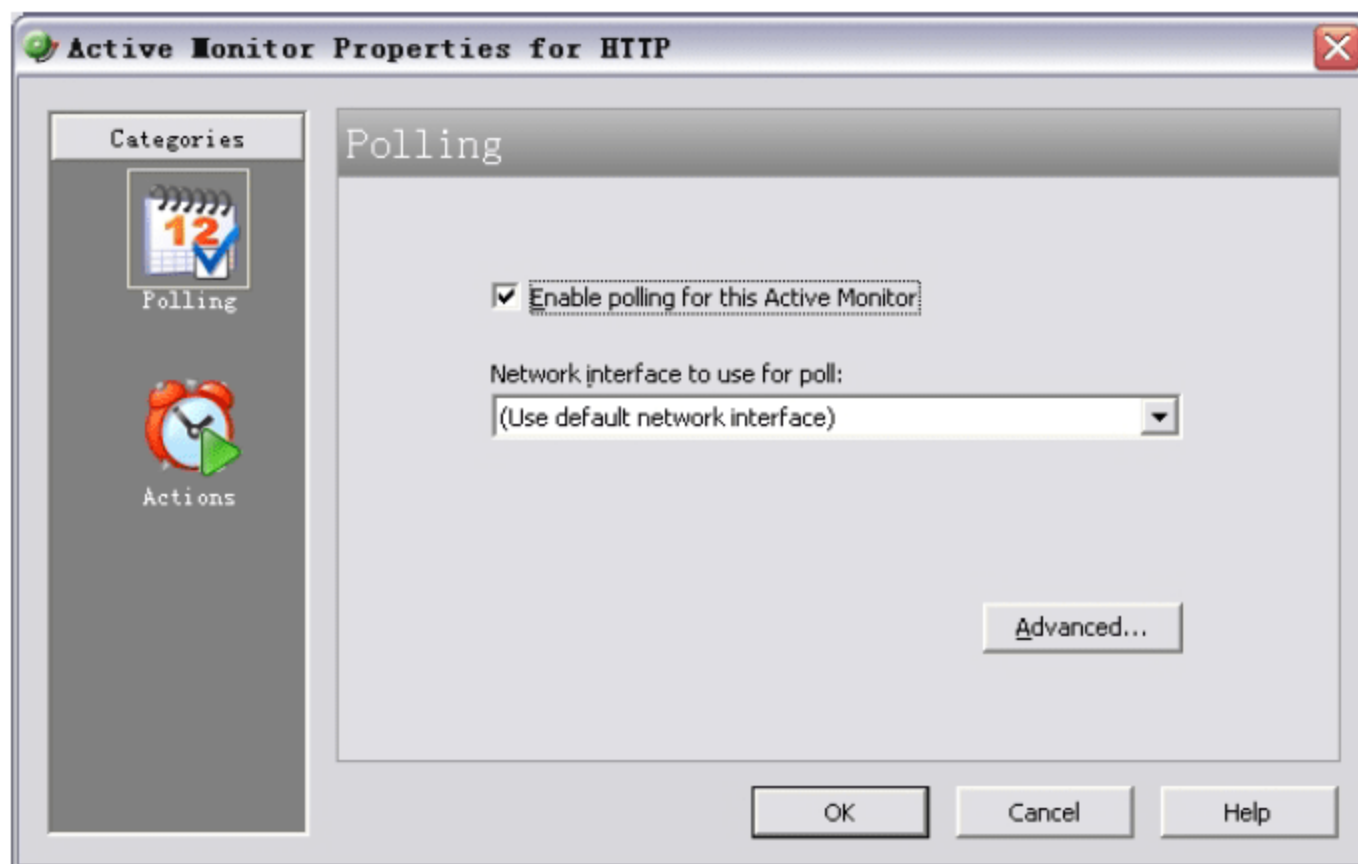 Active Monitor Properties for HTTP
Categories
Polling
12
Polling
Enable polling for this Active Monitor
Network interface to use for poll:
(Use default network interface)
Actions
Advanced...
OK Cancel Help